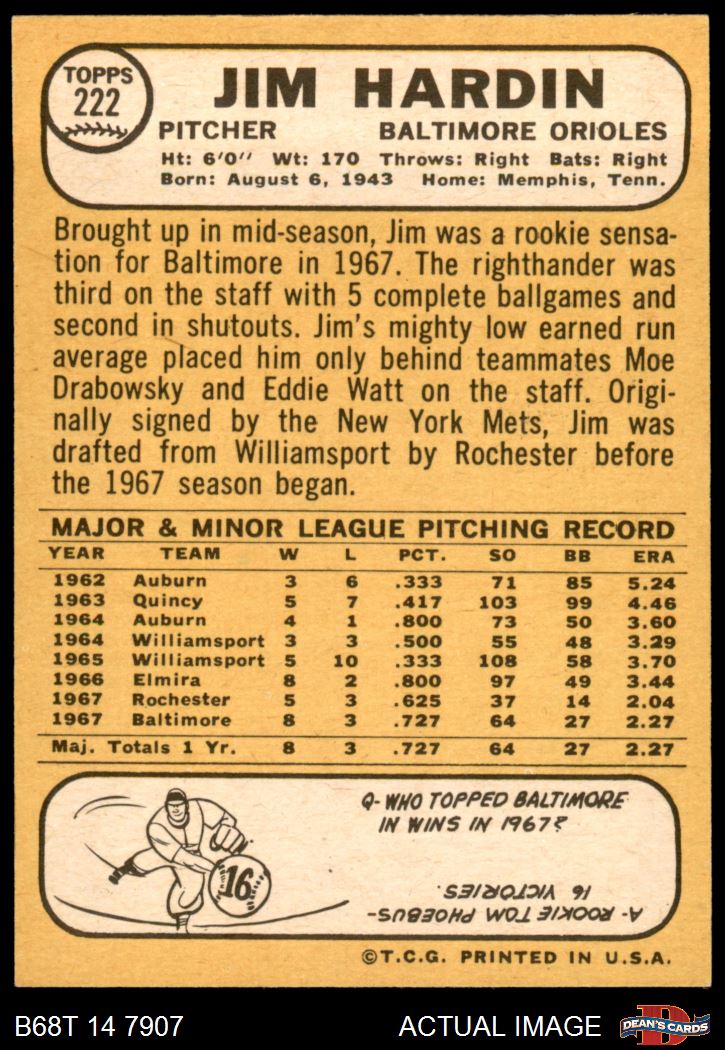 TOPPS
222
JIM HARDIN
PITCHER BALTIMORE ORIOLES
Ht: 6'0" Wt: 170 Throws: Right Bats: Right
Born: August 6, 1943 Home: Memphis, Tenn.
Brought up in mid-season, Jim was a rookie sensa-
tion for Baltimore in 1967. The righthander was
third on the staff with 5 complete ballgames and
second in shutouts. Jim's mighty low earned run
average placed him only behind teammates Moe
Drabowsky and Eddie Watt on the staff. Origi-
nally signed by the New York Mets, Jim was
drafted from Williamsport by Rochester before
the 1967 season began.
MAJOR & MINOR LEAGUE PITCHING RECORD
YEAR TEAM W L PCT. SO BB ERA
1962 Auburn 3 6 .333 71 85 5.24
1963 Quincy 5 7 .417 103 99 4.46
1964 Auburn 4 1 .800 73 50 3.60
1964 Williamsport 3 3 .500 55 48 3.29
1965 Williamsport 5 10 .333 108 58 3.70
1966 Elmira 8 2 .800 97 49 3.44
1967 Rochester 5 3 .625 37 14 2.04
1967 Baltimore 8 3 .727 64 27 2.27
Maj. Totals 1 Yr. 8 3 .727 64 27 2.27
16
Q- WHO TOPPED BALTIMORE
IN WINS IN 1967?
A- ROOKIE TOM PHOEBUS-
16 VICTORIES.
©T.C.G. PRINTED IN U.S.A.
B68T 14 7907 ACTUAL IMAGE
D
DEAN'S CARDS